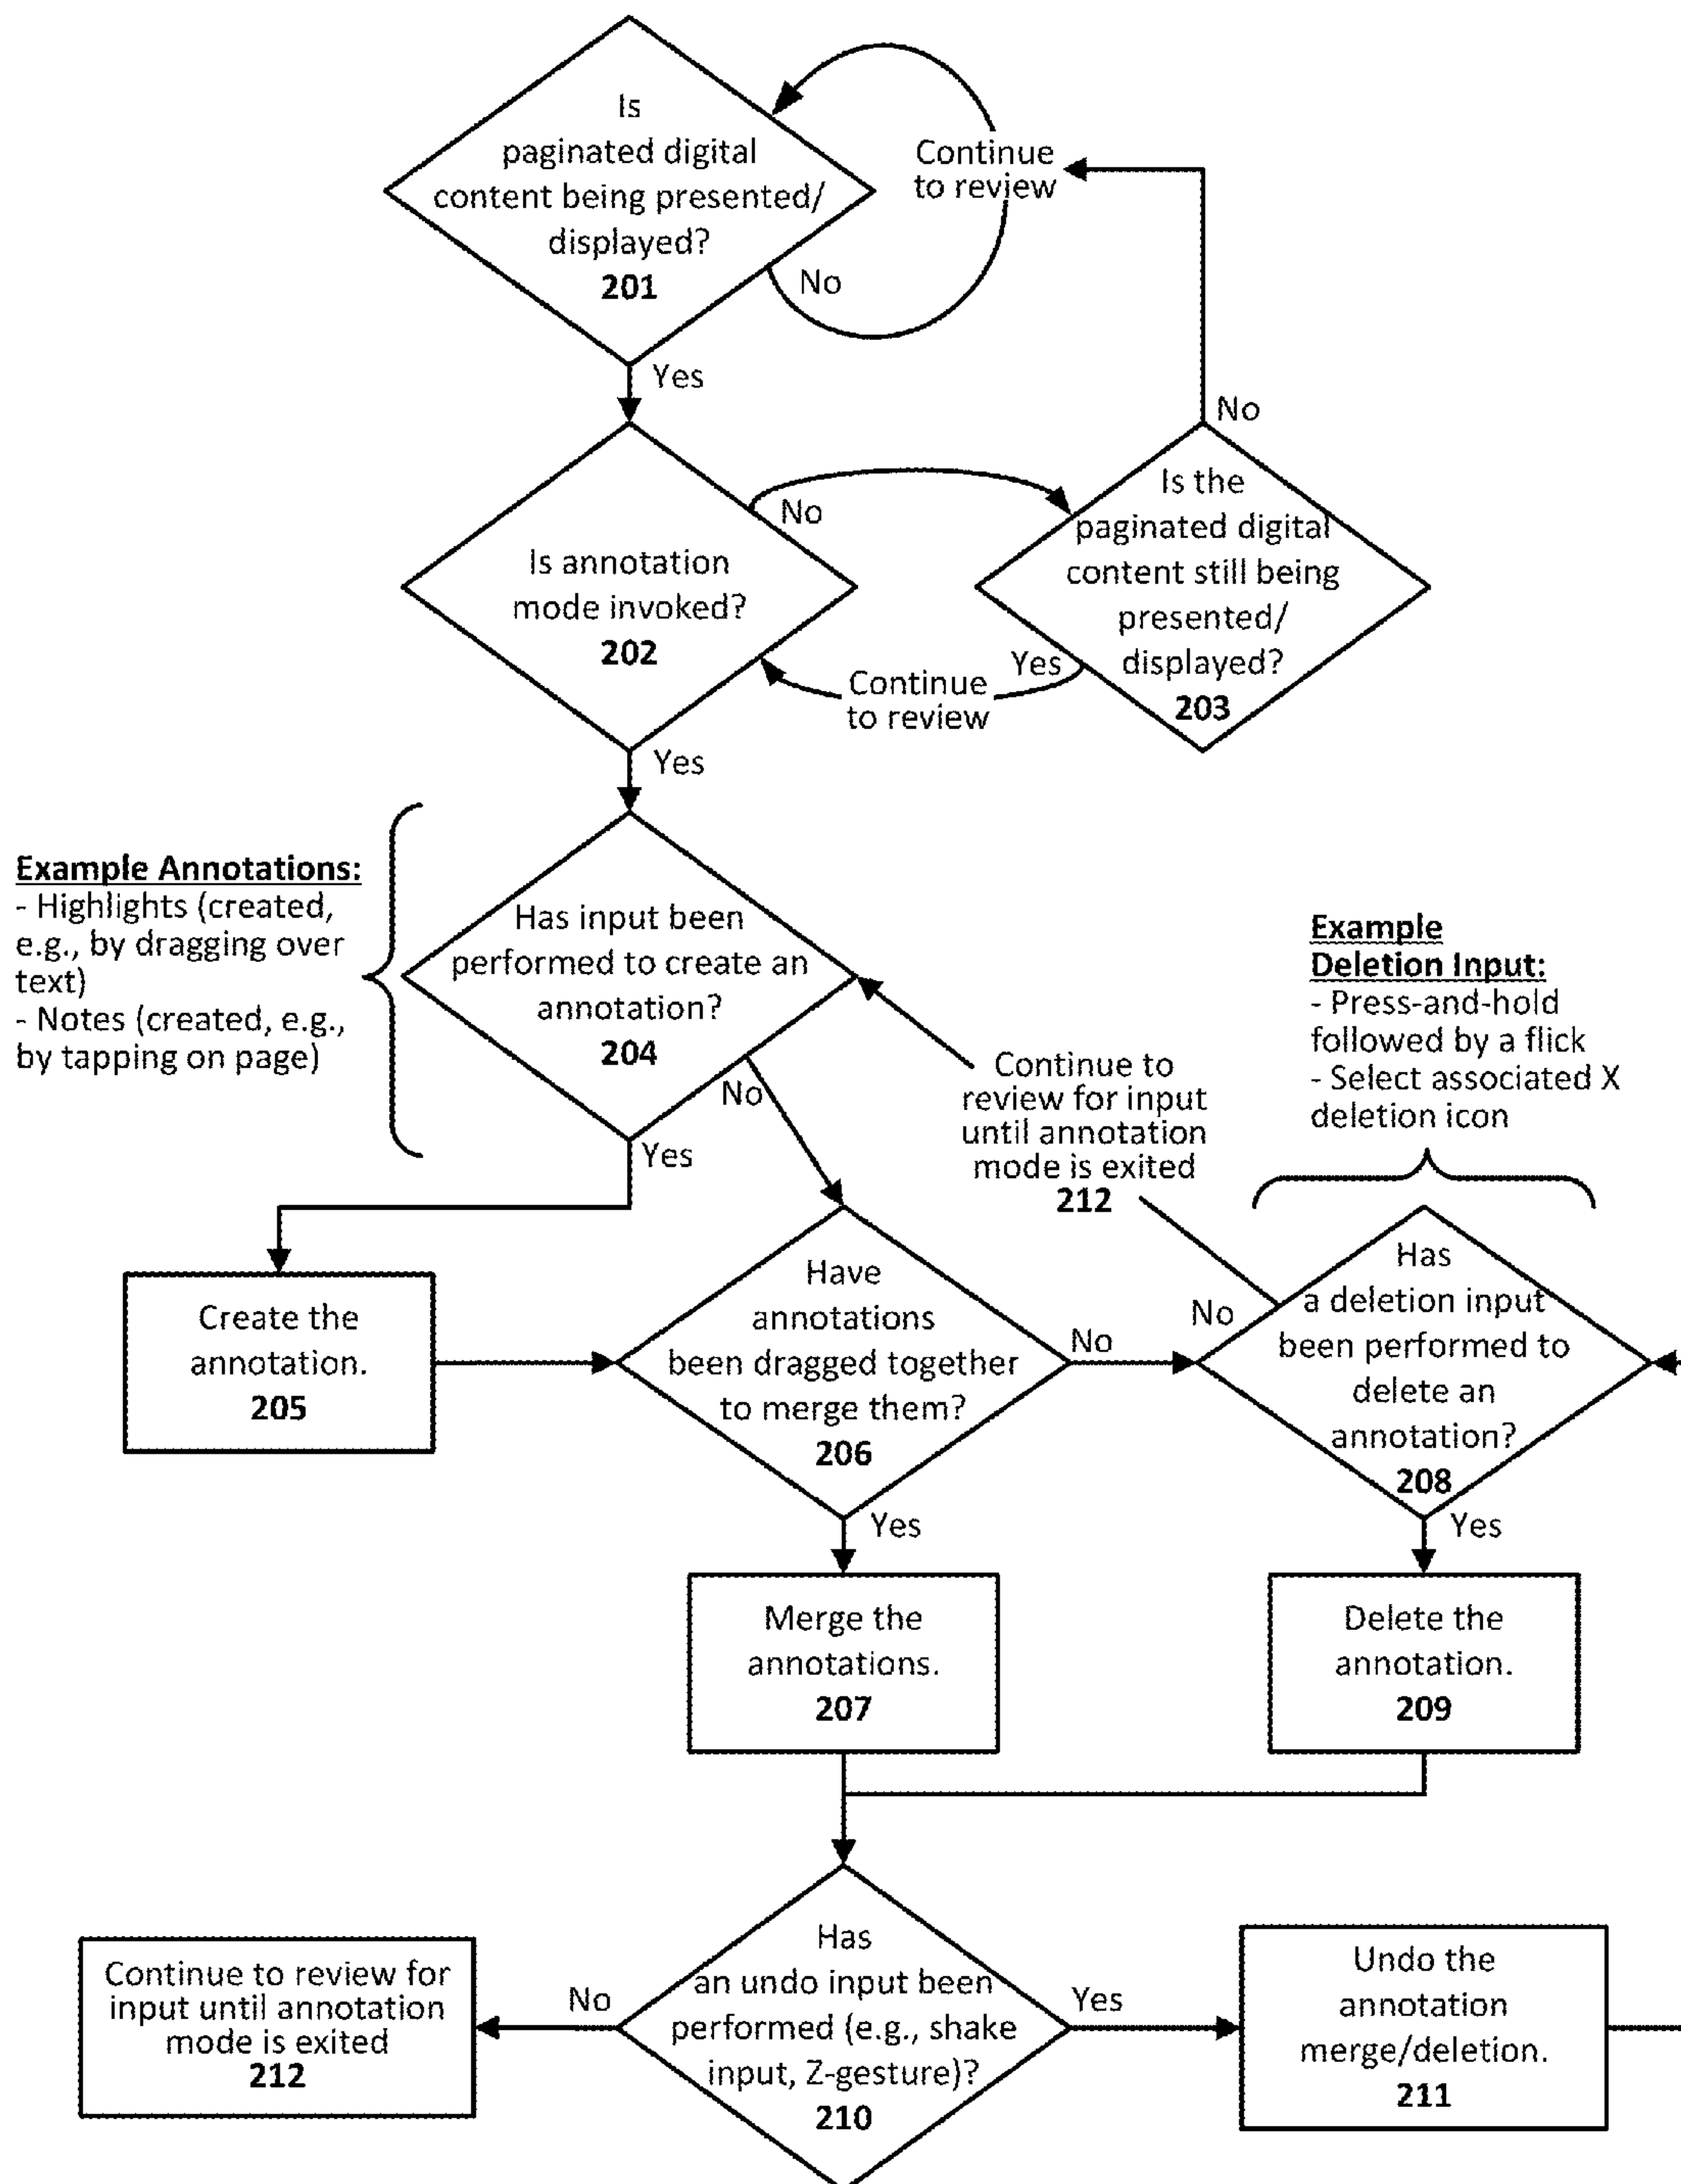 Is
paginated digital
content being presented/
displayed?
201
Continue
to review
No
Yes
No
Is annotation
mode invoked?
202
No
Is the
paginated digital
content still being
presented/
displayed?
203
Yes
Continue
to review
Yes
Example Annotations:
- Highlights (created,
e.g., by dragging over
text)
- Notes (created, e.g.,
by tapping on page)
Has input been
performed to create an
annotation?
204
No
Yes
Continue to
review for input
until annotation
mode is exited
212
Example
Deletion Input:
- Press-and-hold
followed by a flick
- Select associated X
deletion icon
Create the
annotation.
205
Have
annotations
been dragged together
to merge them?
206
No
Yes
No
Has
a deletion input
been performed to
delete an
annotation?
208
Yes
Merge the
annotations.
207
Delete the
annotation.
209
Continue to review for
input until annotation
mode is exited
212
No
Has
an undo input been
performed (e.g., shake
input, Z-gesture)?
210
Yes
Undo the
annotation
merge/deletion.
211